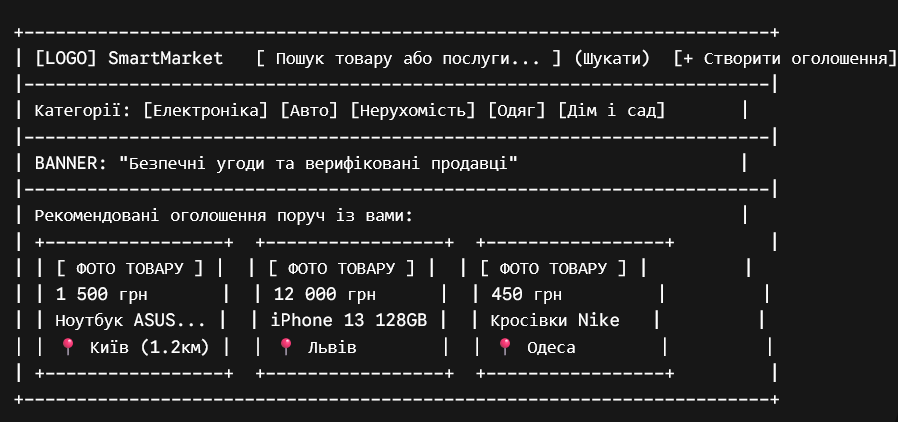 +-----------------------------------------------------------------------+
| [LOGO] SmartMarket   [ Пошук товару або послуги... ] (Шукати)  [+ Створити оголошення]
|-----------------------------------------------------------------------|
| Категорії: [Електроніка] [Авто] [Нерухомість] [Одяг] [Дім і сад]       |
|-----------------------------------------------------------------------|
| BANNER: "Безпечні угоди та верифіковані продавці"                     |
|-----------------------------------------------------------------------|
| Рекомендовані оголошення поруч із вами:                               |
| +-----------------+  +-----------------+  +-----------------+         |
| | [ ФОТО ТОВАРУ ] |  | [ ФОТО ТОВАРУ ] |  | [ ФОТО ТОВАРУ ] |         |
| | 1 500 грн       |  | 12 000 грн      |  | 450 грн         |         |
| | Ноутбук ASUS... |  | iPhone 13 128GB |  | Кросівки Nike   |         |
| | 📍 Київ (1.2км) |  | 📍 Львів        |  | 📍 Одеса        |         |
| +-----------------+  +-----------------+  +-----------------+         |
+-----------------------------------------------------------------------+